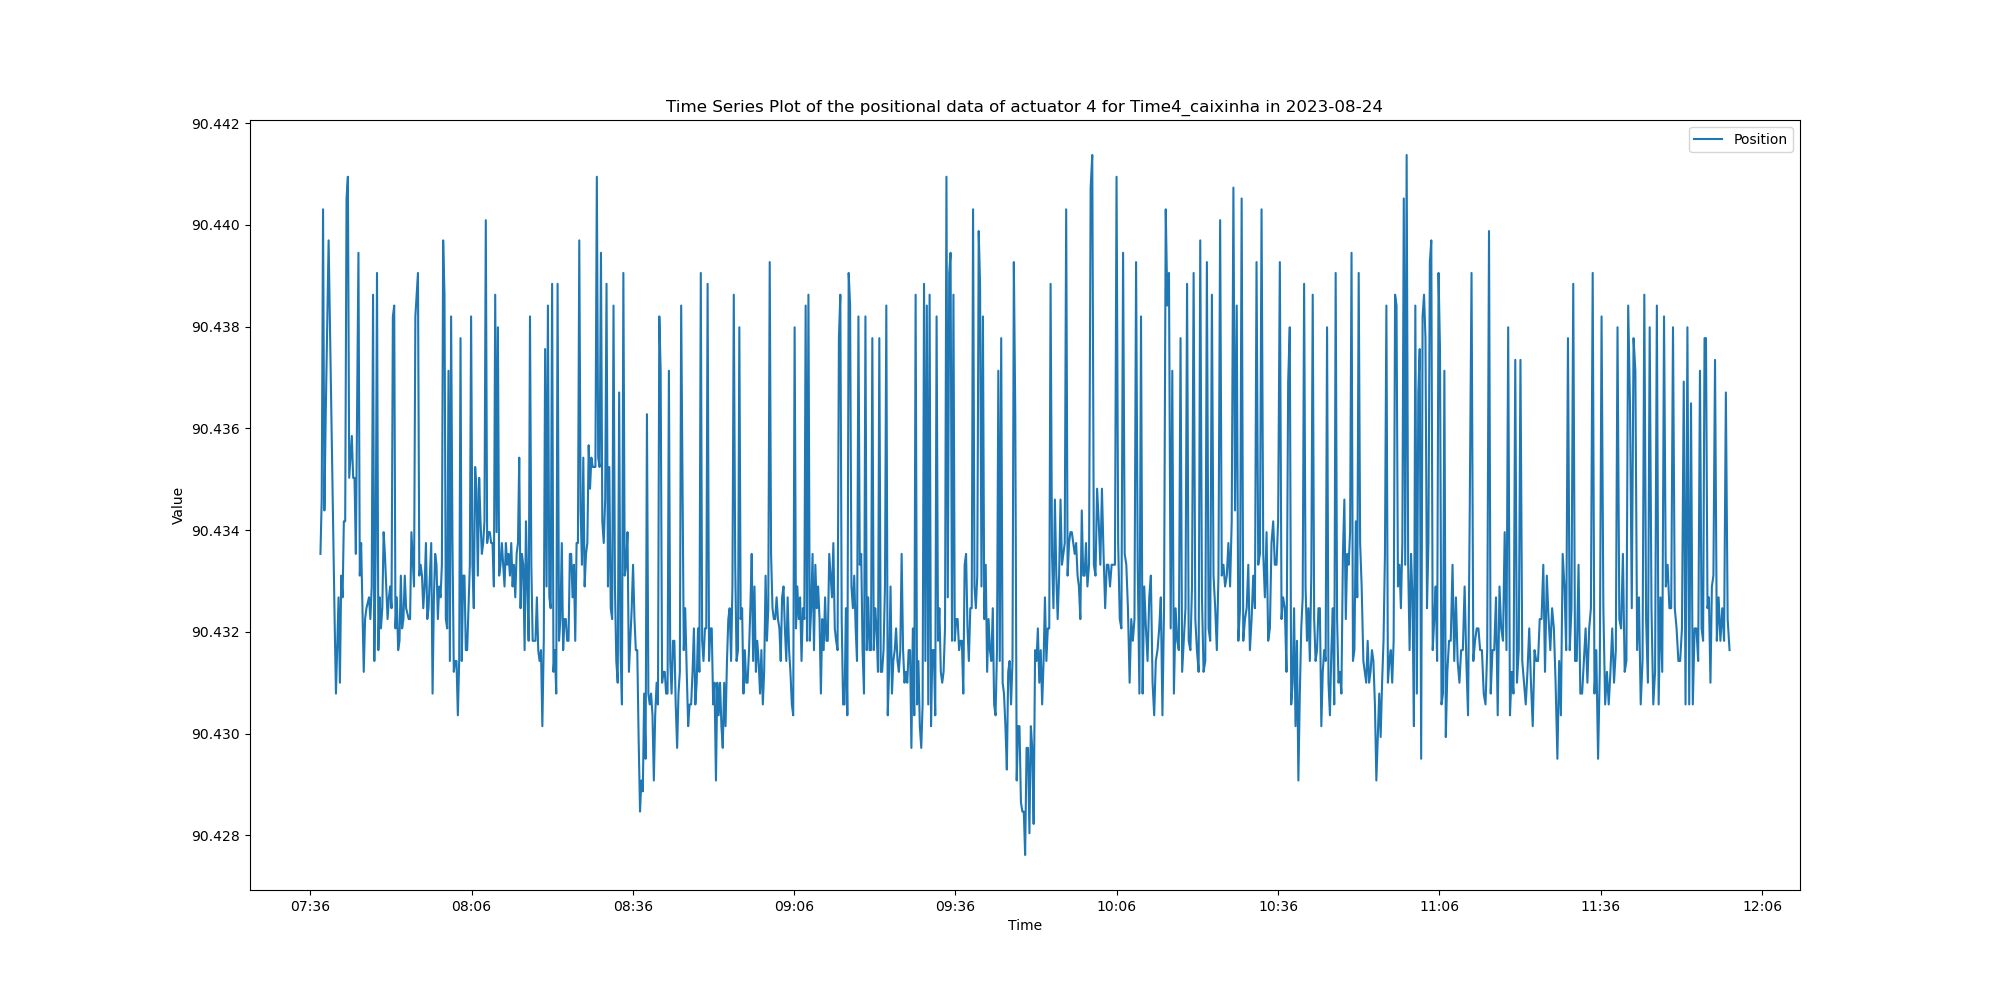 Time Series Plot of the positional data of actuator 4 for Time4_caixinha in 2023-08-24
Position
90.442
90.440
90.438
90.436
90.434
90.432
90.430
90.428
Value
07:36 08:06 08:36 09:06 09:36 10:06 10:36 11:06 11:36 12:06
Time